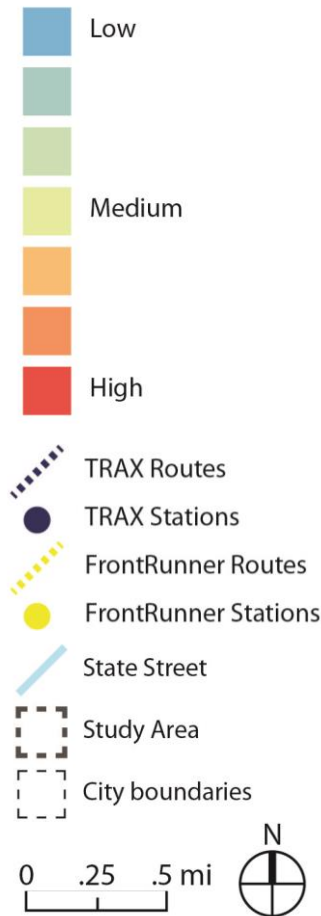 Low
Medium
High
TRAX Routes
TRAX Stations
FrontRunner Routes
FrontRunner Stations
State Street
Study Area
City boundaries
N
0 .25 .5 mi